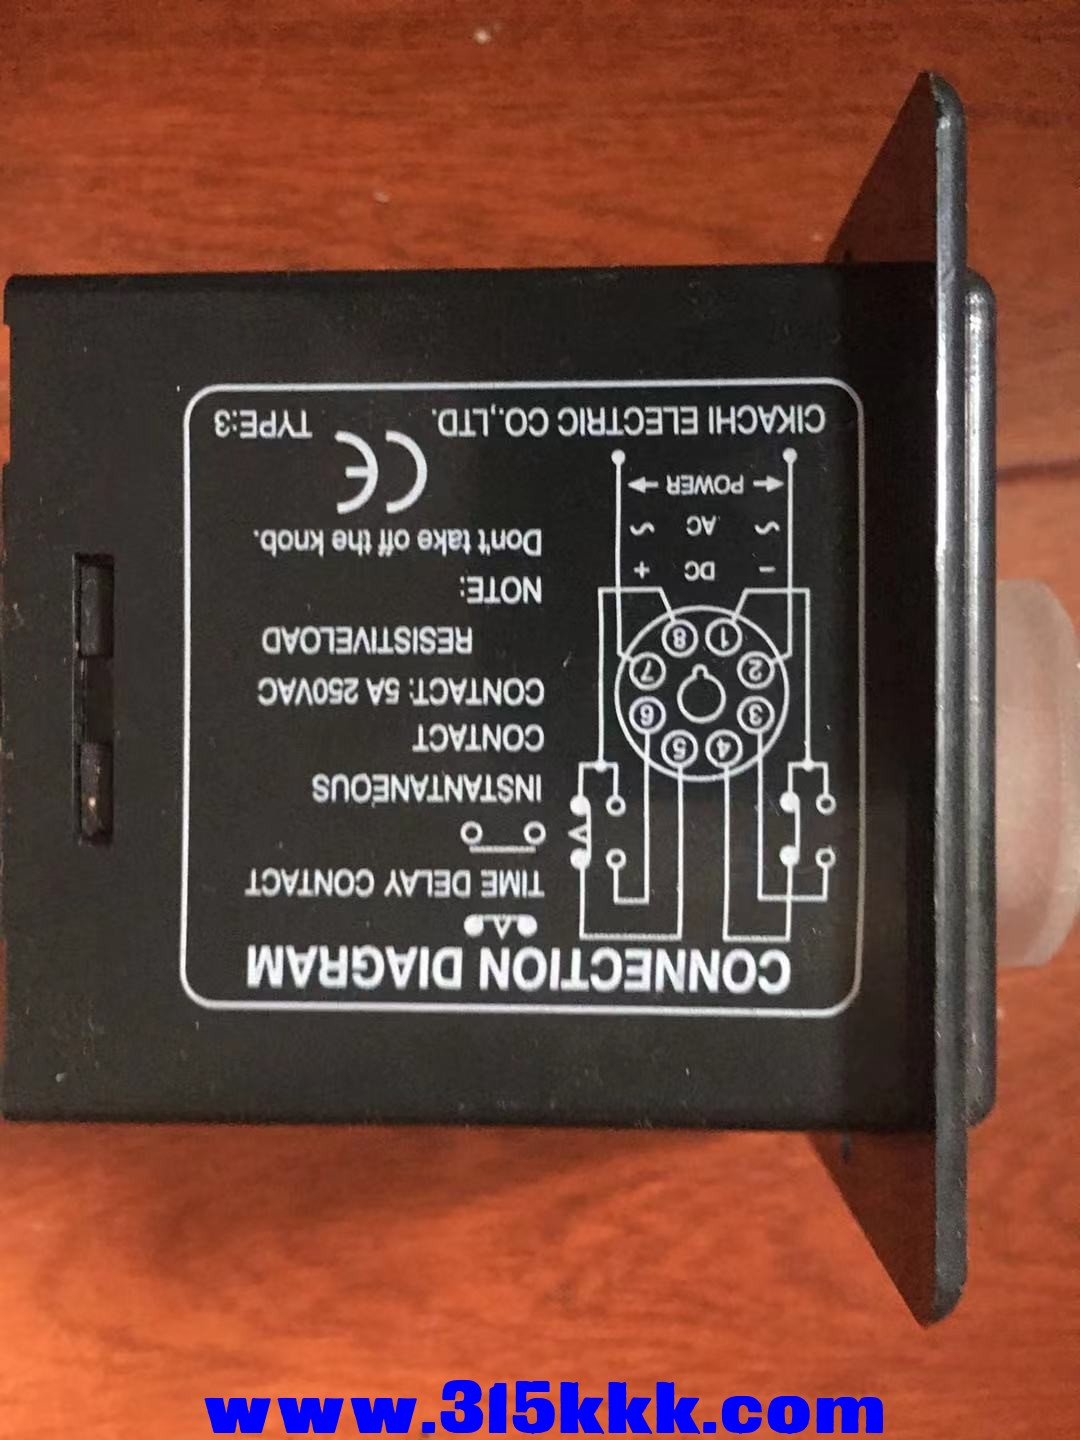 CONNECTION DIAGRAM
TIME DELAY CONTACT
INSTANTANEOUS
CONTACT
CONTACT: 5A 250VAC
RESISTIVELOAD
NOTE:
Don't take off the knob.
4 5
3 6
2 7
1 8
- DC +
~ AC ~
POWER
CE
CIKACHI ELECTRIC CO.,LTD. TYPE:3
www.315kkk.com